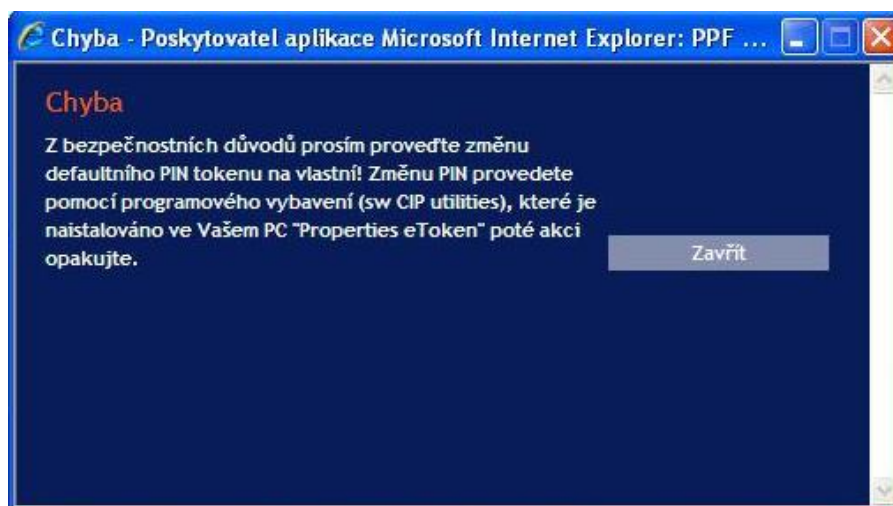 Chyba - Poskytovatel aplikace Microsoft Internet Explorer: PPF ...
Chyba
Z bezpečnostních důvodů prosím proveďte změnu
defaultního PIN tokenu na vlastní! Změnu PIN provedete
pomocí programového vybavení (sw CIP utilities), které je
naistalováno ve Vašem PC "Properties eToken" poté akci
opakujte.
Zavřít